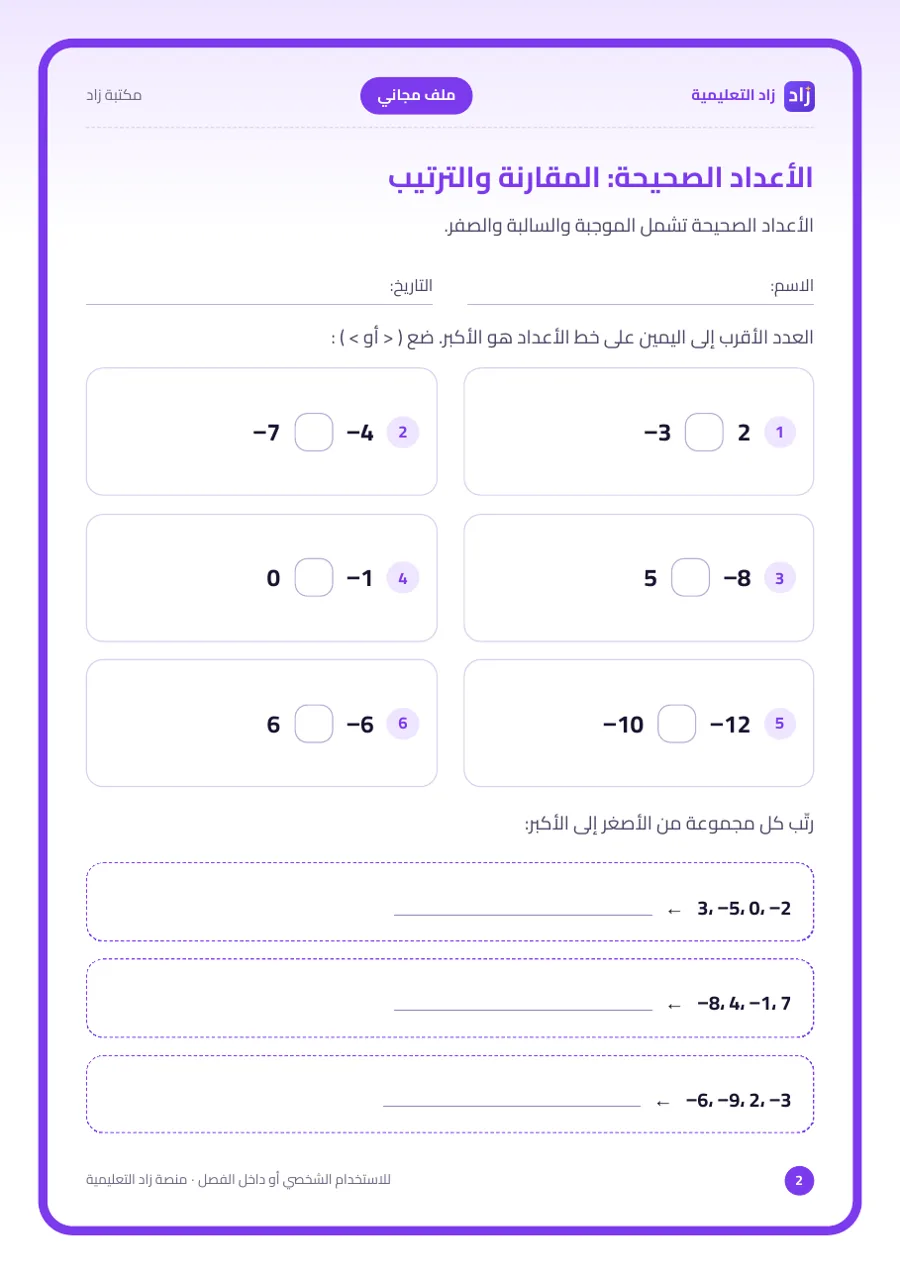 زاد زاد التعليمية
ملف مجاني
مكتبة زاد
الأعداد الصحيحة: المقارنة والترتيب
الأعداد الصحيحة تشمل الموجبة والسالبة والصفر.
الاسم:
التاريخ:
العدد الأقرب إلى اليمين على خط الأعداد هو الأكبر. ضع ( < أو > ) :
1 2 −3
2 −4 −7
3 −8 5
4 −1 0
5 −12 −10
6 −6 6
رتّب كل مجموعة من الأصغر إلى الأكبر:
3، −5، 0، −2 ←
−8، 4، −1، 7 ←
−6، −9، 2، −3 ←
2
للاستخدام الشخصي أو داخل الفصل · منصة زاد التعليمية